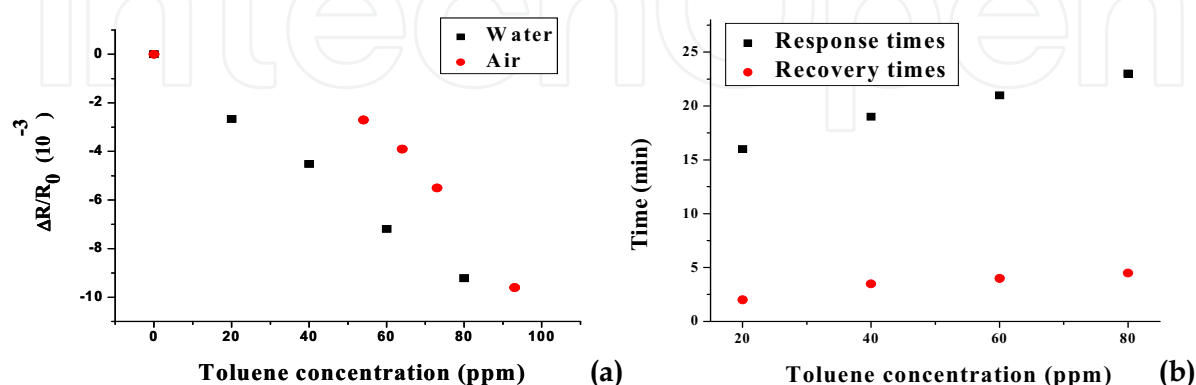 IntechOpen
Water
Air
0
-2
-4
-6
-8
-10
ΔR/R₀ (10⁻³)
0 20 40 60 80 100
Toluene concentration (ppm)
(a)
Response times
Recovery times
25
20
15
10
5
0
Time (min)
20 40 60 80
Toluene concentration (ppm)
(b)